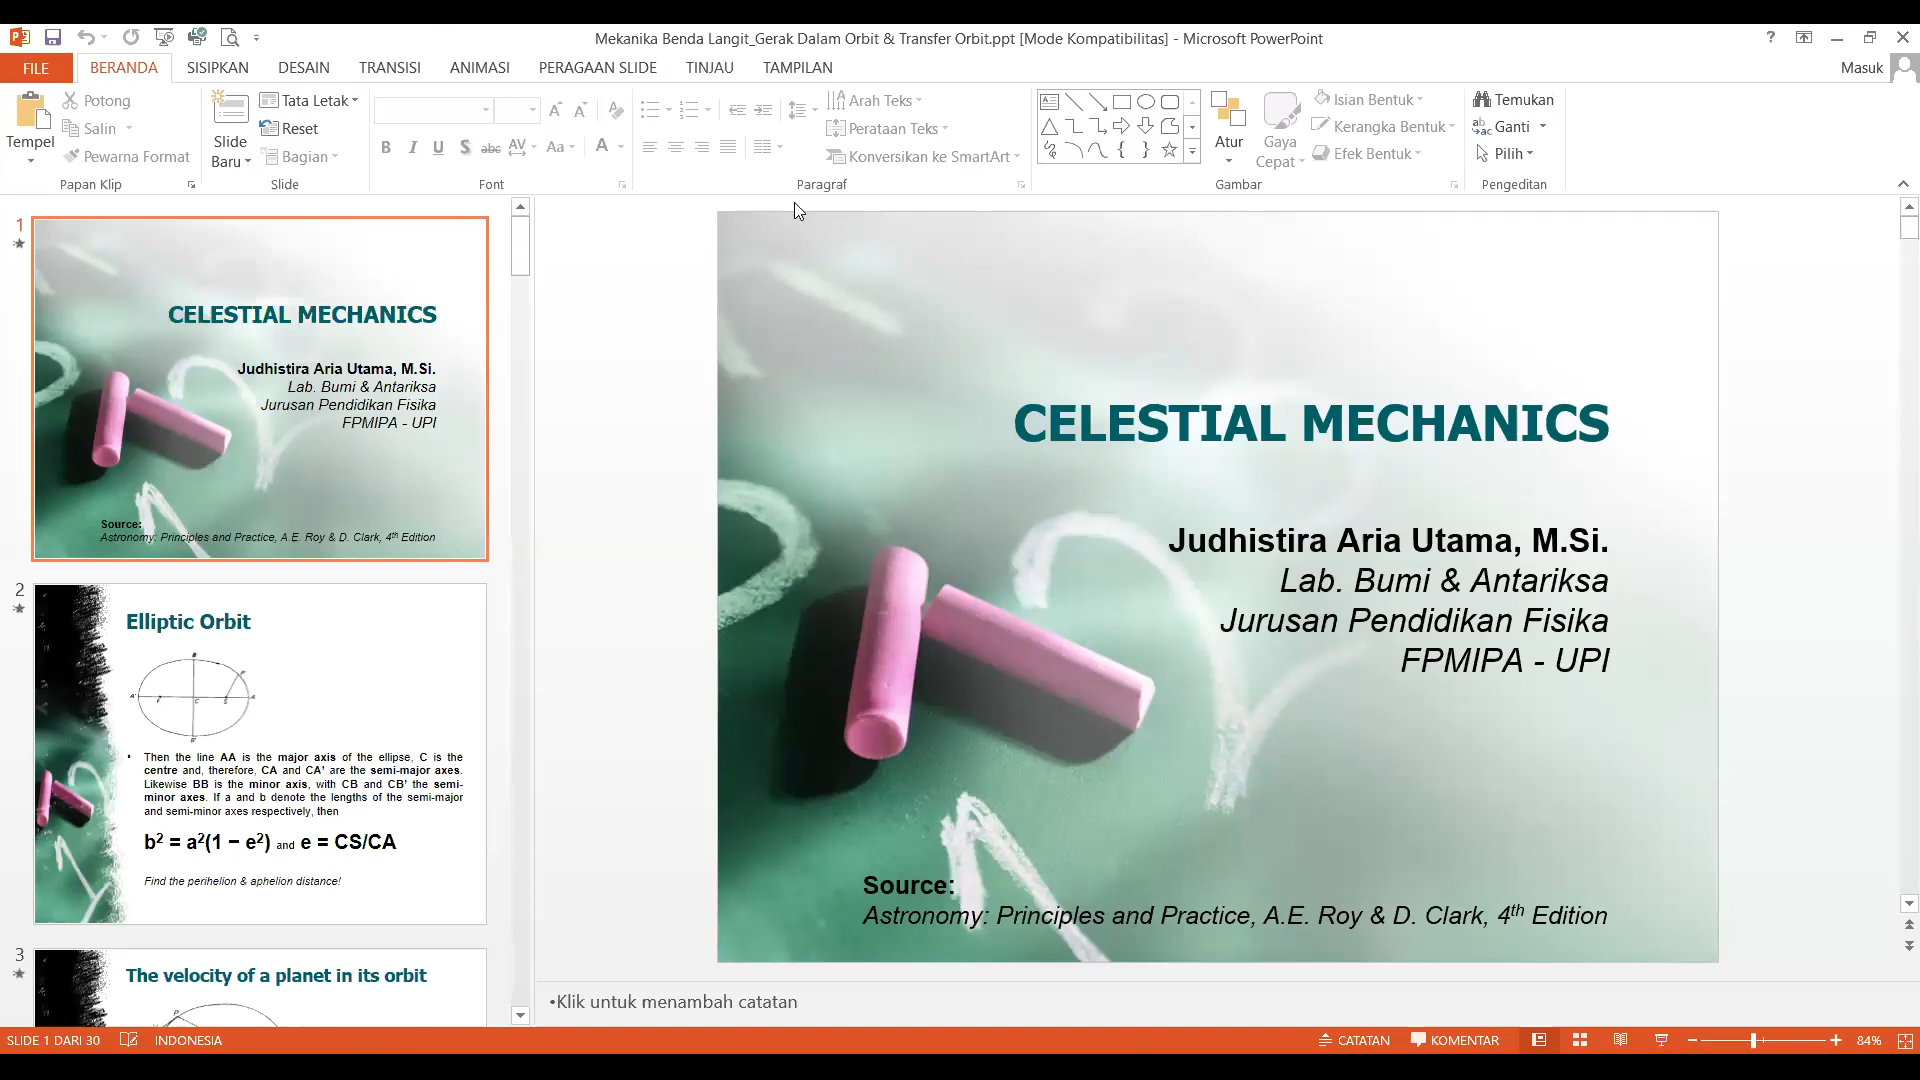 Mekanika Benda Langit_Gerak Dalam Orbit & Transfer Orbit.ppt [Mode Kompatibilitas] - Microsoft PowerPoint
FILE BERANDA SISIPKAN DESAIN TRANSISI ANIMASI PERAGAAN SLIDE TINJAU TAMPILAN Masuk
Tempel
Potong
Salin
Pewarna Format
Papan Klip
Slide Baru
Tata Letak
Reset
Bagian
Slide
Font
Arah Teks
Perataan Teks
Konversikan ke SmartArt
Paragraf
Atur
Gaya Cepat
Isian Bentuk
Kerangka Bentuk
Efek Bentuk
Gambar
Temukan
Ganti
Pilih
Pengeditan
1
CELESTIAL MECHANICS
Judhistira Aria Utama, M.Si.
Lab. Bumi & Antariksa
Jurusan Pendidikan Fisika
FPMIPA - UPI
Source:
Astronomy: Principles and Practice, A.E. Roy & D. Clark, 4th Edition
2
Elliptic Orbit
• Then the line AA is the major axis of the ellipse, C is the
centre and, therefore, CA and CA' are the semi-major axes.
Likewise BB is the minor axis, with CB and CB' the semi-
minor axes. If a and b denote the lengths of the semi-major
and semi-minor axes respectively, then
b² = a²(1 − e²) and e = CS/CA
Find the perihelion & aphelion distance!
3
The velocity of a planet in its orbit
CELESTIAL MECHANICS
Judhistira Aria Utama, M.Si.
Lab. Bumi & Antariksa
Jurusan Pendidikan Fisika
FPMIPA - UPI
Source:
Astronomy: Principles and Practice, A.E. Roy & D. Clark, 4th Edition
•Klik untuk menambah catatan
SLIDE 1 DARI 30 INDONESIA CATATAN KOMENTAR 84%